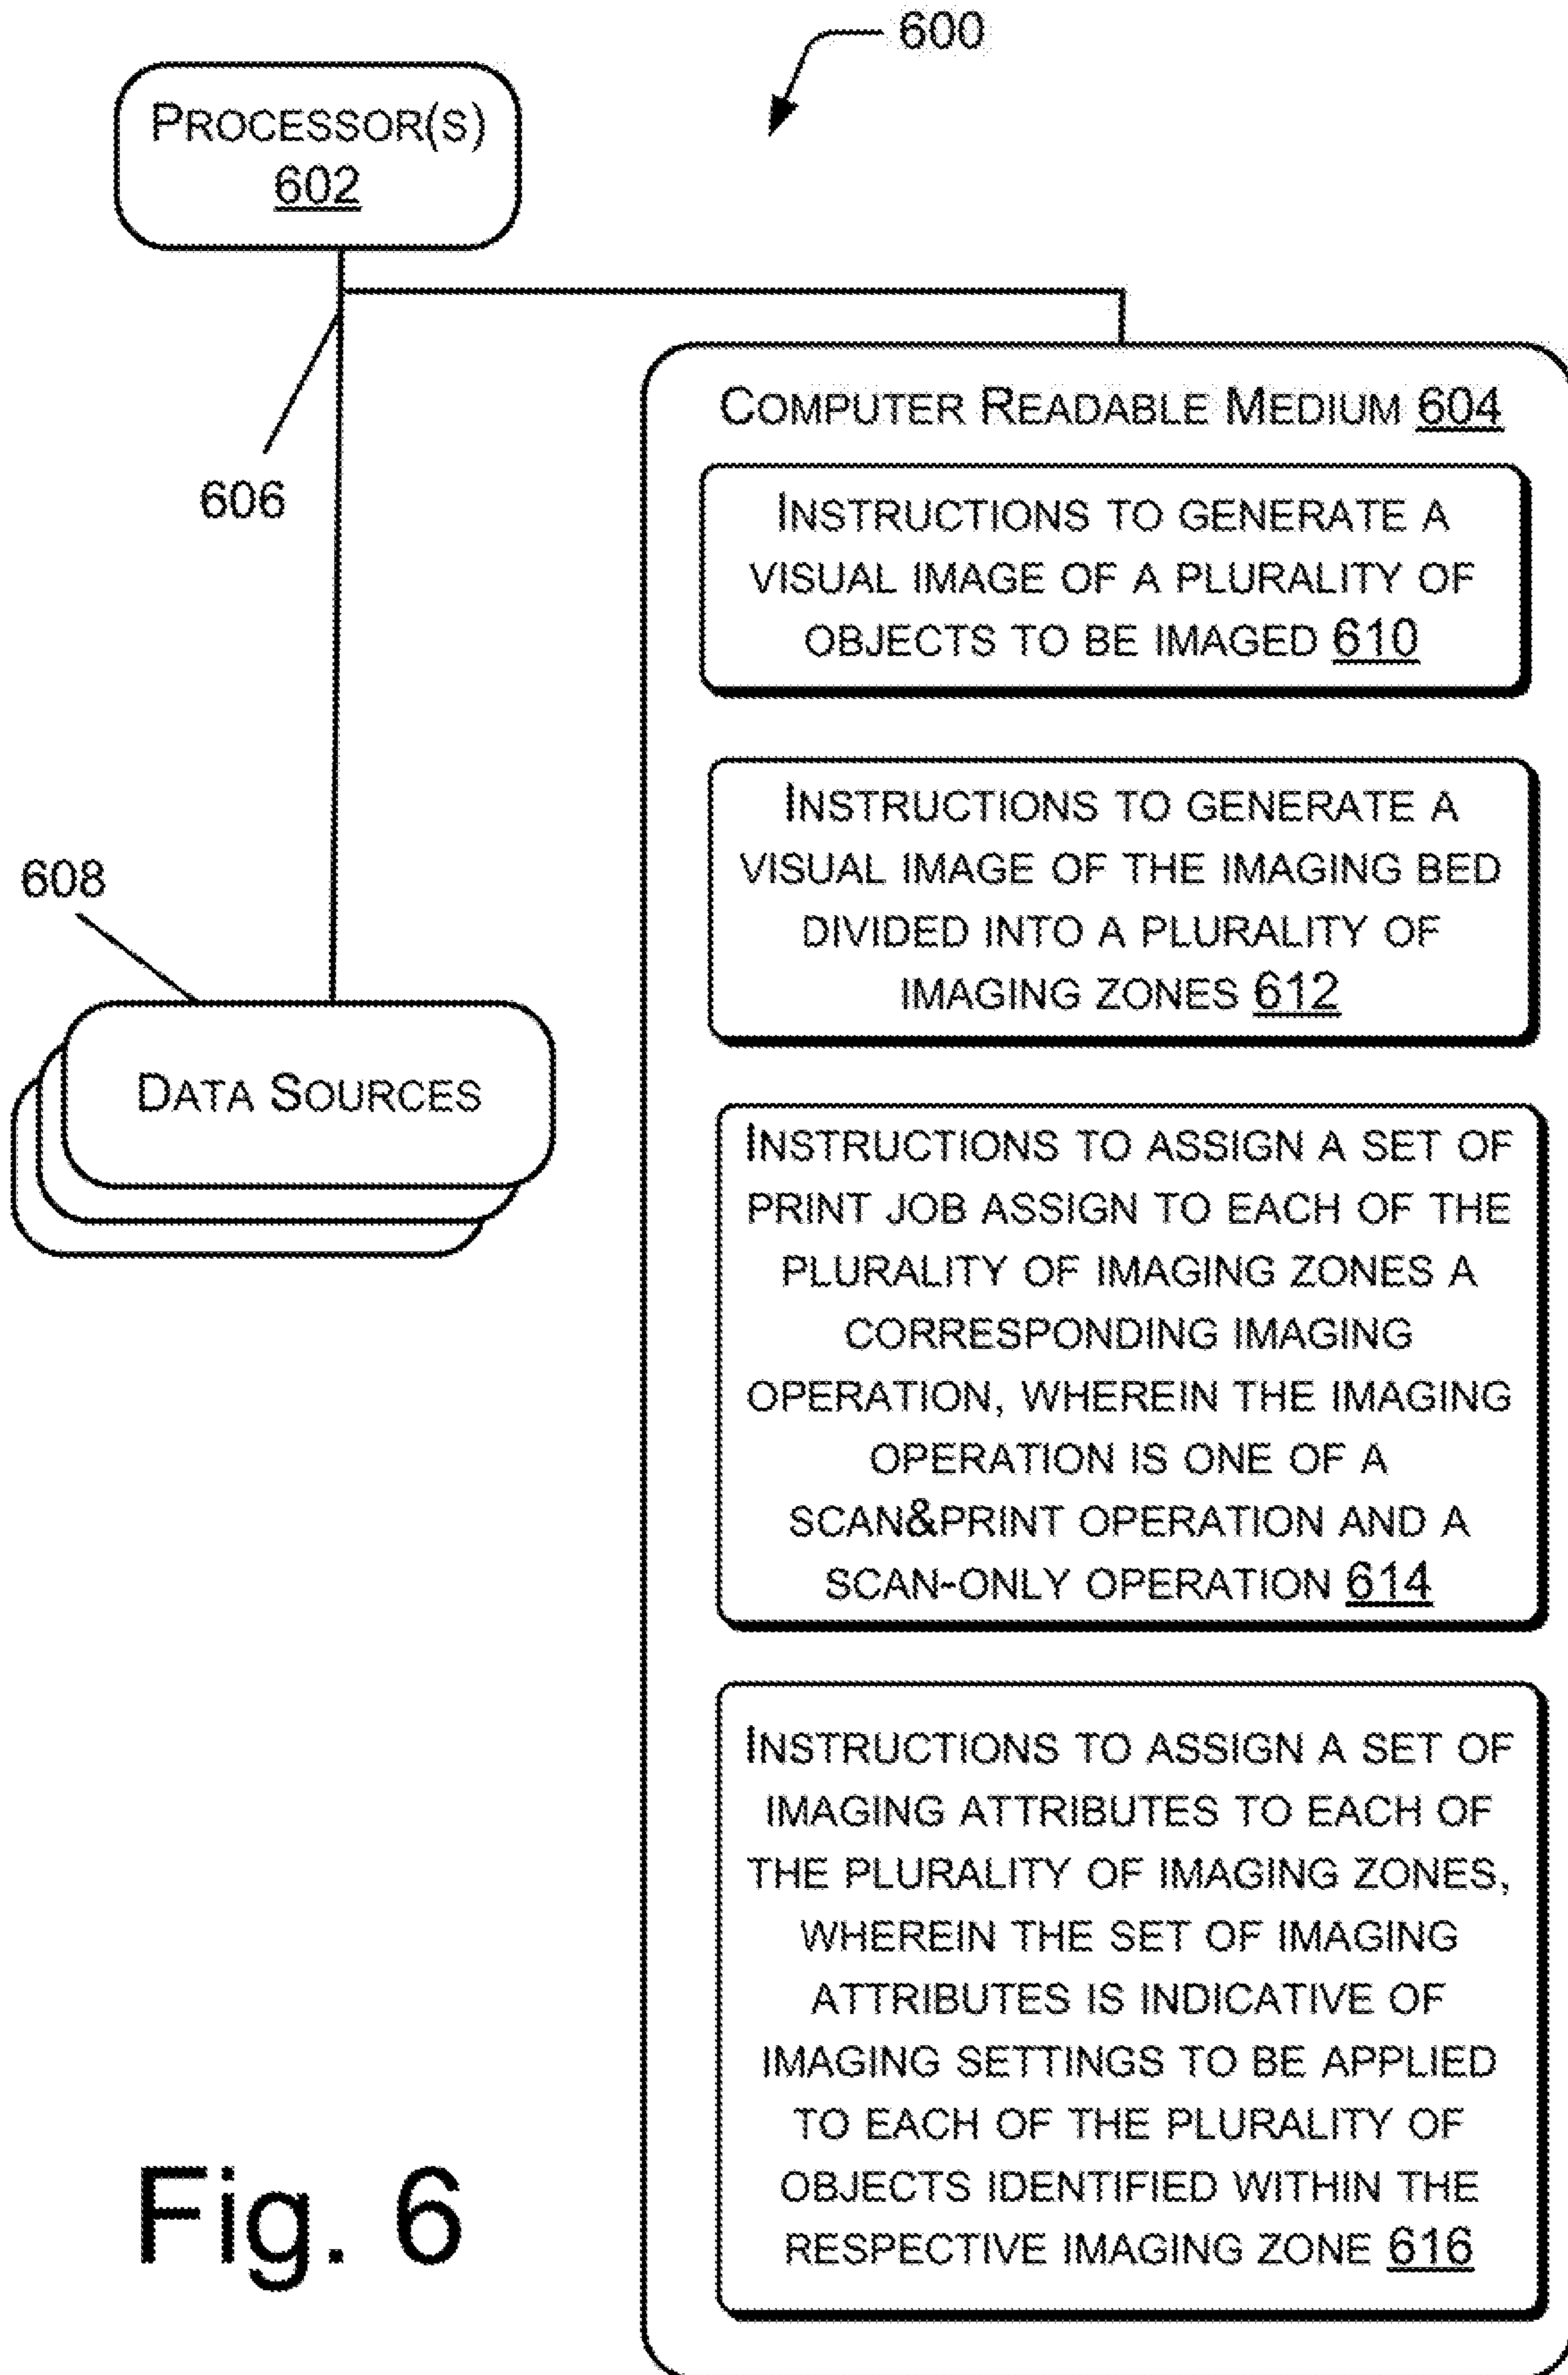 600
PROCESSOR(S)
602
606
COMPUTER READABLE MEDIUM 604
INSTRUCTIONS TO GENERATE A
VISUAL IMAGE OF A PLURALITY OF
OBJECTS TO BE IMAGED 610
INSTRUCTIONS TO GENERATE A
VISUAL IMAGE OF THE IMAGING BED
DIVIDED INTO A PLURALITY OF
IMAGING ZONES 612
608
DATA SOURCES
INSTRUCTIONS TO ASSIGN A SET OF
PRINT JOB ASSIGN TO EACH OF THE
PLURALITY OF IMAGING ZONES A
CORRESPONDING IMAGING
OPERATION, WHEREIN THE IMAGING
OPERATION IS ONE OF A
SCAN&PRINT OPERATION AND A
SCAN-ONLY OPERATION 614
INSTRUCTIONS TO ASSIGN A SET OF
IMAGING ATTRIBUTES TO EACH OF
THE PLURALITY OF IMAGING ZONES,
WHEREIN THE SET OF IMAGING
ATTRIBUTES IS INDICATIVE OF
IMAGING SETTINGS TO BE APPLIED
TO EACH OF THE PLURALITY OF
OBJECTS IDENTIFIED WITHIN THE
RESPECTIVE IMAGING ZONE 616
Fig. 6